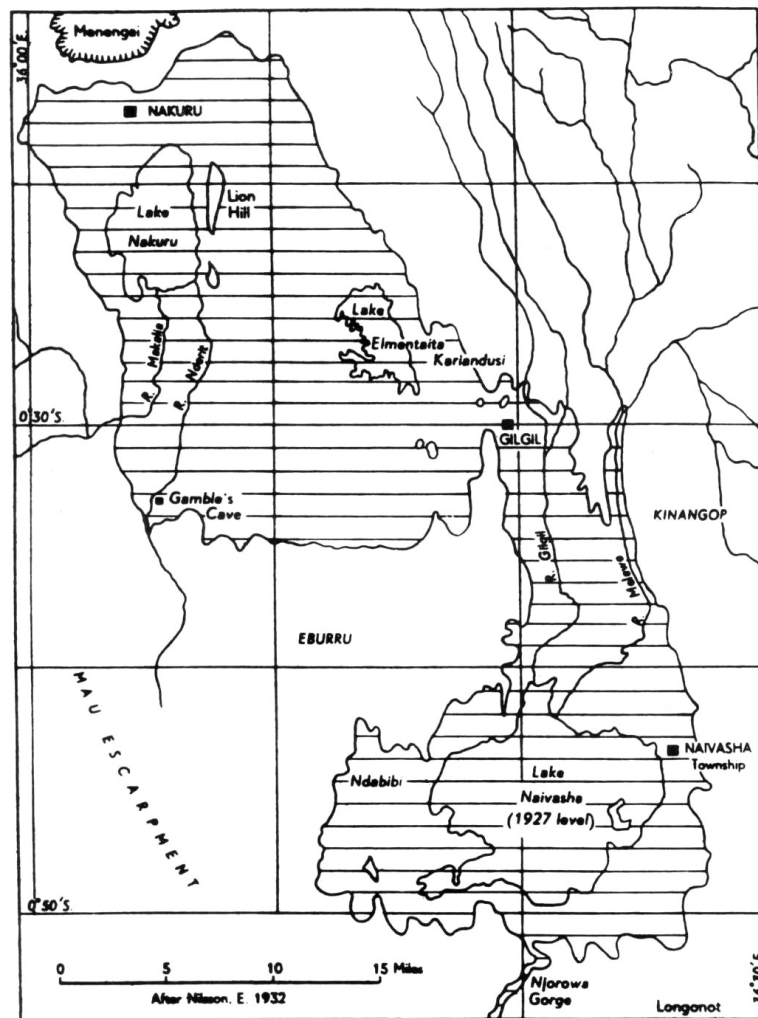 Menengai
36°00'E.
NAKURU
Lion
Hill
Lake
Nakuru
Lake
Elmentaita
Kariandusi
R. Makalia
R. Nderit
0°30'S.
GILGIL
Gamble's
Cave
KINANGOP
R. Gilgil
R. Melawa
EBURRU
MAU ESCARPMENT
NAIVASHA
Township
Ndabibi
Lake
Naivasha
(1927 level)
0°50'S.
0 5 10 15 Miles
After Nilsson, E. 1932
Njorowa
Gorge
Longonot